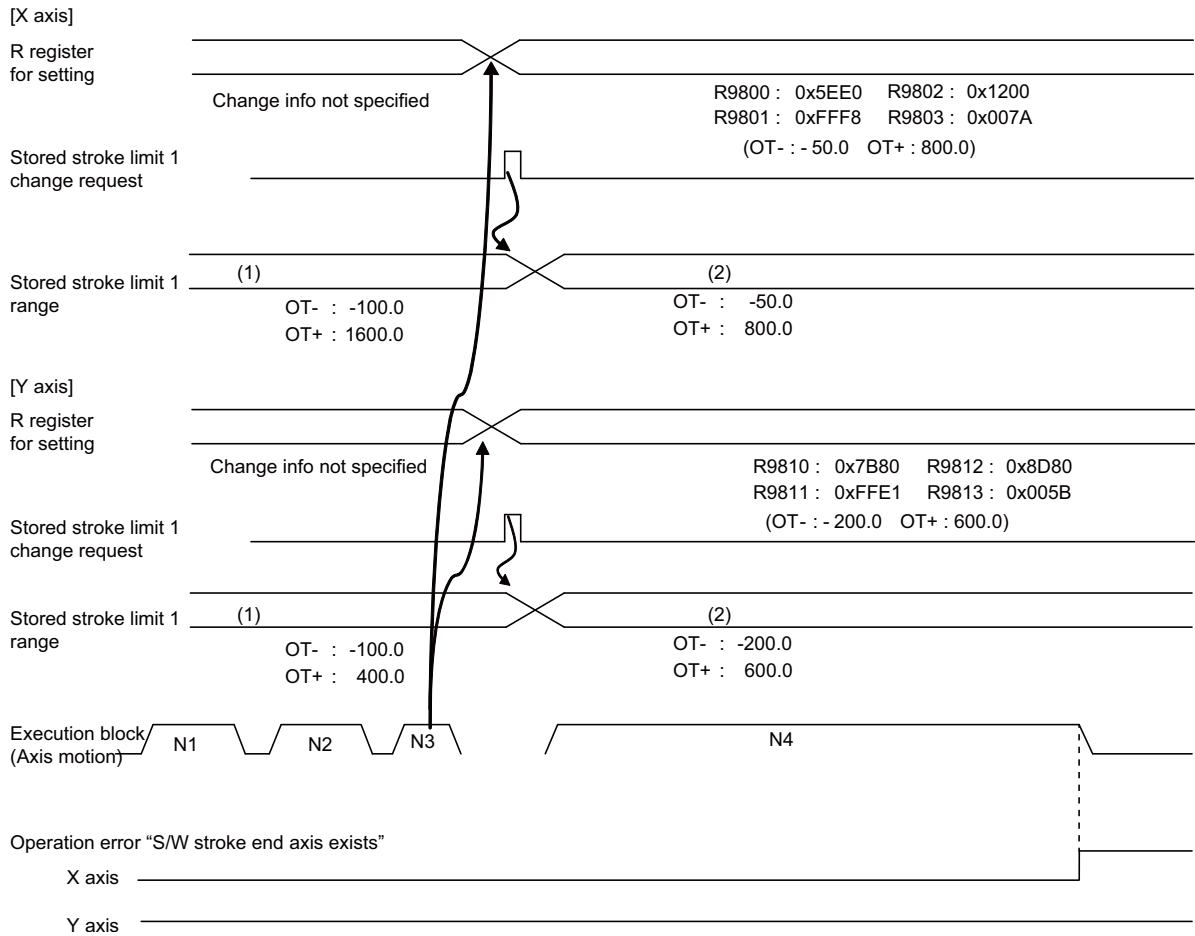 [X axis]
R register
for setting
Change info not specified
R9800 : 0x5EE0 R9802 : 0x1200
R9801 : 0xFFF8 R9803 : 0x007A
(OT- : - 50.0 OT+ : 800.0)
Stored stroke limit 1
change request
Stored stroke limit 1
range
(1)
OT- : -100.0
OT+ : 1600.0
(2)
OT- : -50.0
OT+ : 800.0
[Y axis]
R register
for setting
Change info not specified
R9810 : 0x7B80 R9812 : 0x8D80
R9811 : 0xFFE1 R9813 : 0x005B
(OT- : - 200.0 OT+ : 600.0)
Stored stroke limit 1
change request
Stored stroke limit 1
range
(1)
OT- : -100.0
OT+ : 400.0
(2)
OT- : -200.0
OT+ : 600.0
Execution block
(Axis motion)
N1 N2 N3 N4
Operation error “S/W stroke end axis exists”
X axis
Y axis